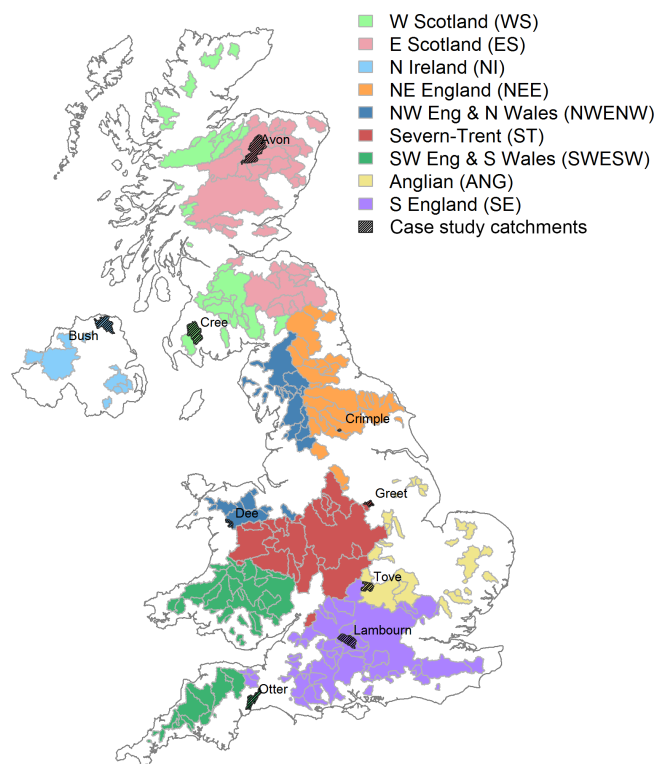 W Scotland (WS)
E Scotland (ES)
N Ireland (NI)
NE England (NEE)
NW Eng & N Wales (NWENW)
Severn-Trent (ST)
SW Eng & S Wales (SWESW)
Anglian (ANG)
S England (SE)
Case study catchments
Avon
Cree
Bush
Crimple
Greet
Dee
Tove
Lambourn
Otter